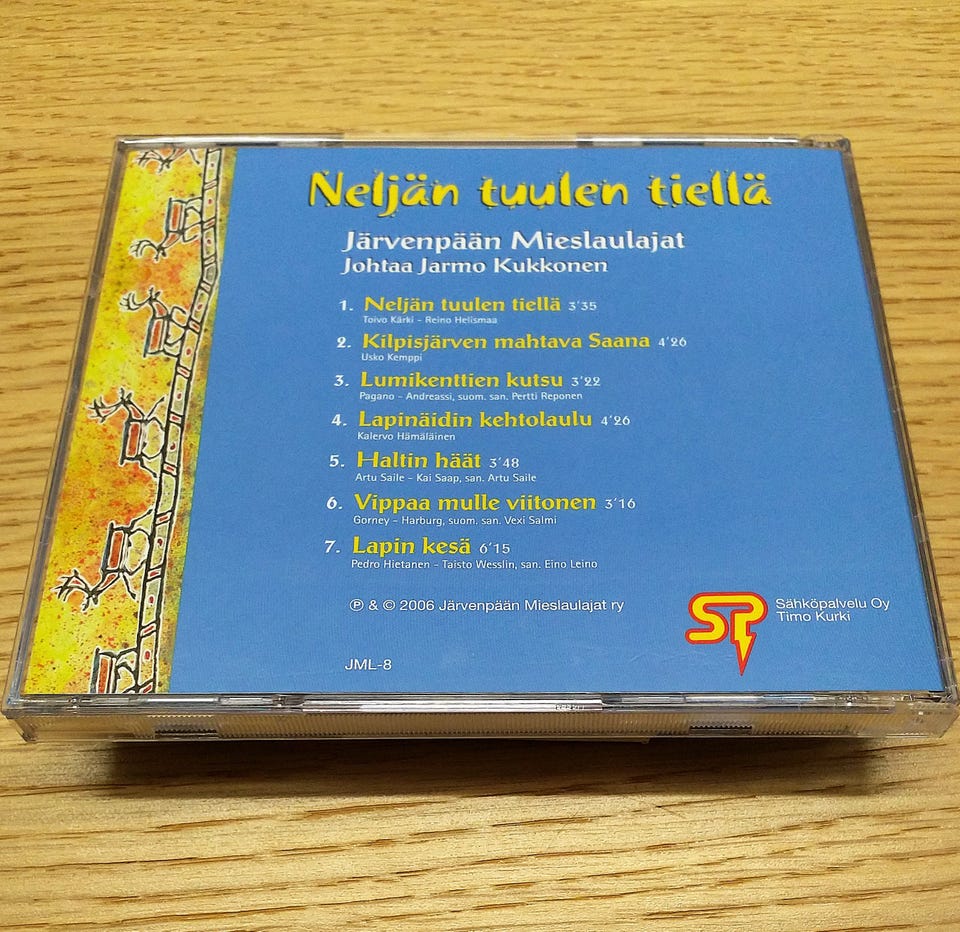 Neljän tuulen tiellä
Järvenpään Mieslaulajat
Johtaa Jarmo Kukkonen
1. Neljän tuulen tiellä 3'35
Toivo Kärki - Reino Helismaa
2. Kilpisjärven mahtava Saana 4'26
Usko Kemppi
3. Lumikenttien kutsu 3'22
Pagano - Andreassi, suom. san. Pertti Reponen
4. Lapinäidin kehtolaulu 4'26
Kalervo Hämäläinen
5. Haltin häät 3'48
Artu Saile - Kai Saap, san. Artu Saile
6. Vippaa mulle viitonen 3'16
Gorney - Harburg, suom. san. Vexi Salmi
7. Lapin kesä 6'15
Pedro Hietanen - Taisto Wesslin, san. Eino Leino
℗ & © 2006 Järvenpään Mieslaulajat ry
SP
Sähköpalvelu Oy
Timo Kurki
JML-8